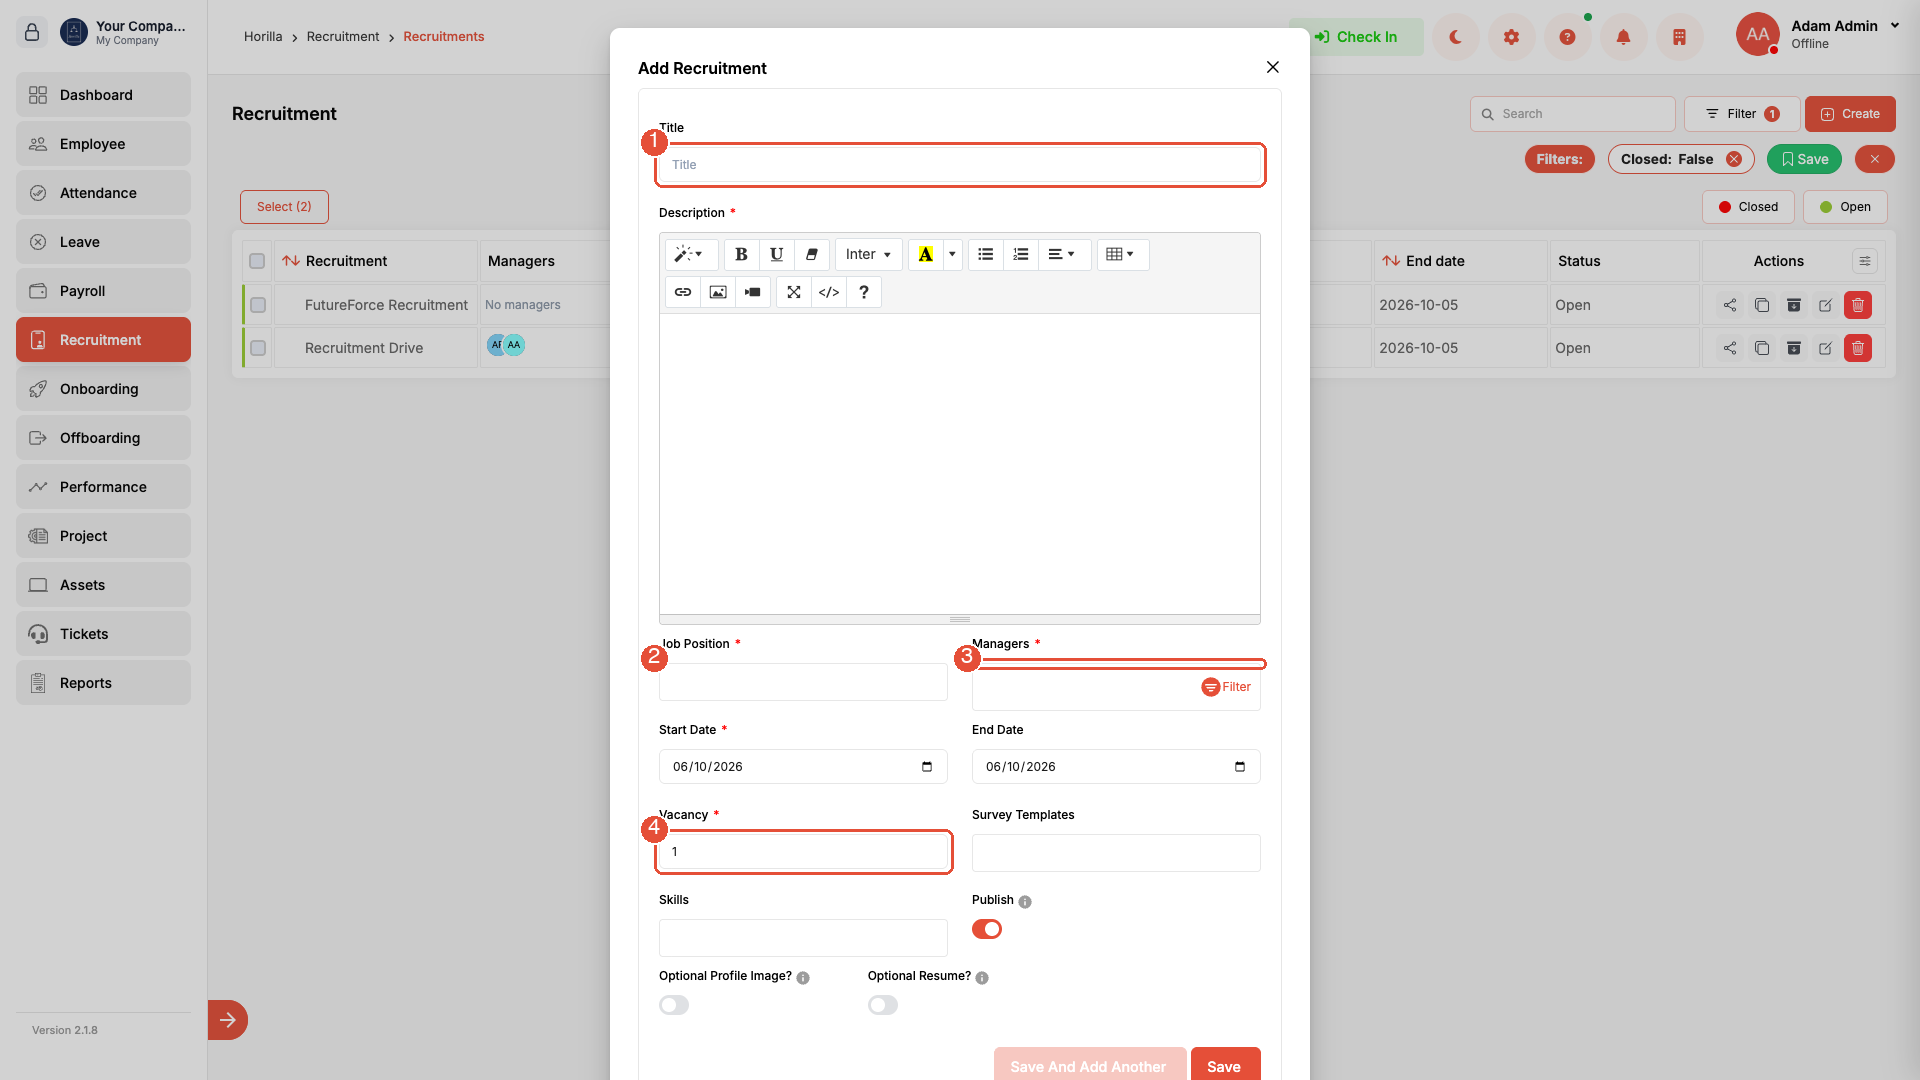 Your Compa...
My Company
Dashboard
Employee
Attendance
Leave
Payroll
Recruitment
Onboarding
Offboarding
Performance
Project
Assets
Tickets
Reports
Version 2.1.8
Horilla > Recruitment > Recruitments
Check In
AA
Adam Admin
Offline
Recruitment
Search
Filter 1
Create
Filters:
Closed: False
Save
Select (2)
Closed
Open
Recruitment
Managers
End date
Status
Actions
FutureForce Recruitment
No managers
2026-10-05
Open
Recruitment Drive
AA
2026-10-05
Open
Add Recruitment
Title
1
Title
Description *
B U Inter A
</> ?
Job Position *
2
Managers *
3
Filter
Start Date *
06/10/2026
End Date
06/10/2026
Vacancy *
4
1
Survey Templates
Skills
Publish
Optional Profile Image?
Optional Resume?
Save And Add Another
Save